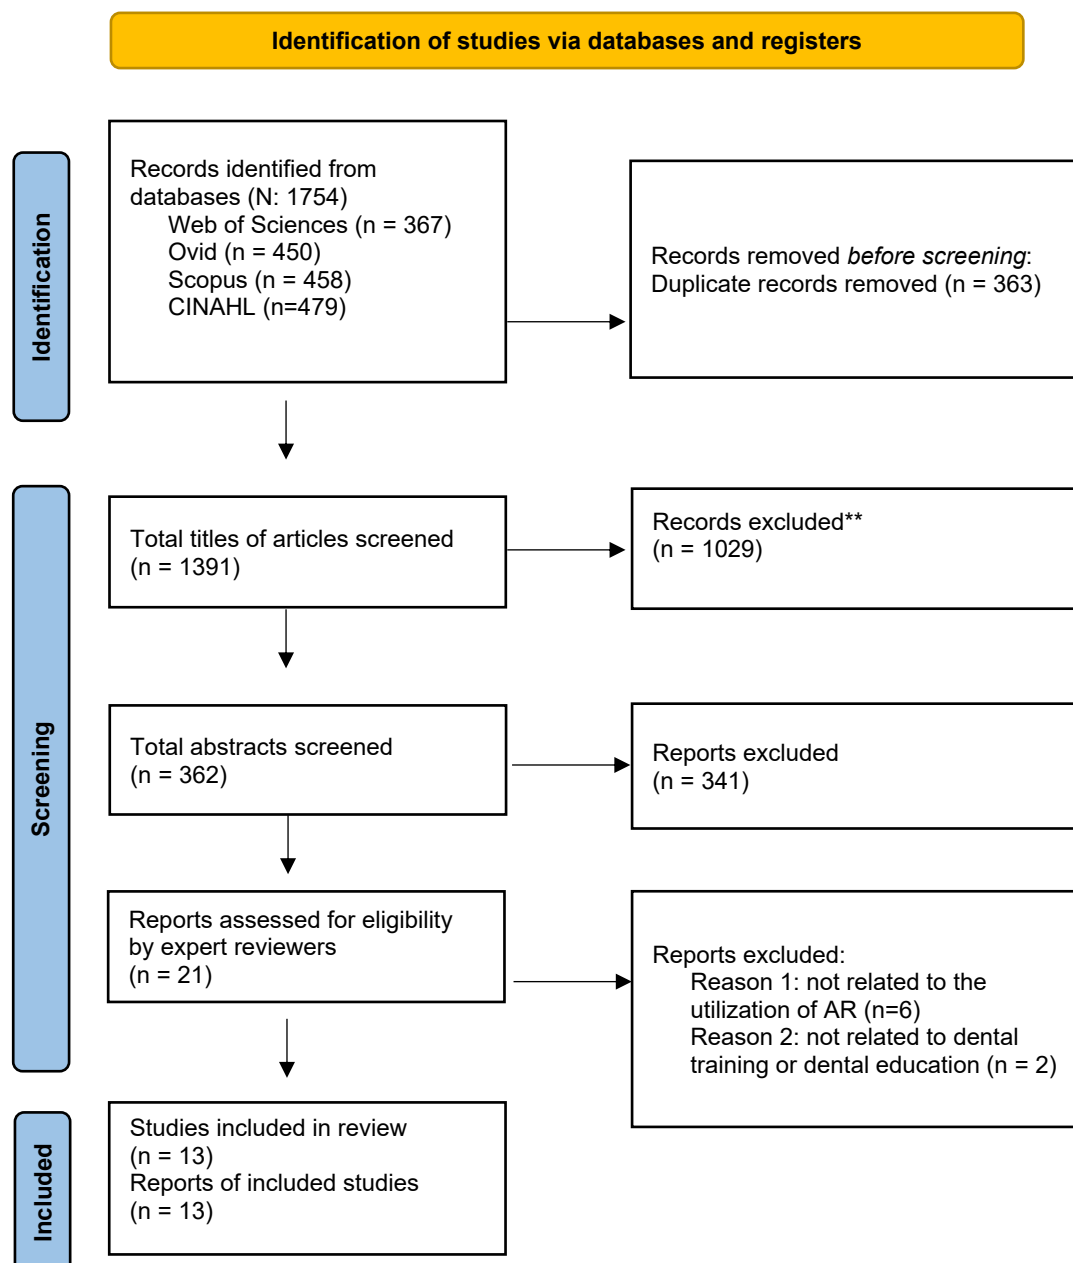 Identification of studies via databases and registers
Identification
Records identified from
databases (N: 1754)
Web of Sciences (n = 367)
Ovid (n = 450)
Scopus (n = 458)
CINAHL (n=479)
Records removed before screening:
Duplicate records removed (n = 363)
Screening
Total titles of articles screened
(n = 1391)
Records excluded**
(n = 1029)
Total abstracts screened
(n = 362)
Reports excluded
(n = 341)
Reports assessed for eligibility
by expert reviewers
(n = 21)
Reports excluded:
Reason 1: not related to the
utilization of AR (n=6)
Reason 2: not related to dental
training or dental education (n = 2)
Included
Studies included in review
(n = 13)
Reports of included studies
(n = 13)